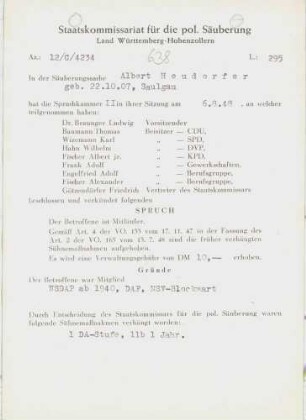 Staatskommissariat für die pol. Säuberung
Land Württemberg-Hohenzollern
Az.: 12/G/4234
638
L.: 295
In der Säuberungssache Albert Heudorfer
geb. 22.10.07, Saulgau
hat die Spruchkammer II in ihrer Sitzung am 6.8.48, an welcher
teilgenommen haben:
Dr. Ludwig Vorsitzender
Baumann Thomas Beisitzer — CDU,
Wizemann Karl „ — SPD,
Hahn Wilhelm „ — DVP,
Fischer Albert jr. „ — KPD,
Frank Adolf „ — Gewerkschaften,
Engelfried Adolf „ — Berufsgruppe,
Fischer Alexander „ — Berufsgruppe,
Götzendörfer Friedrich — Vertreter des Staatskommissars
beschlossen und verkündet folgenden
SPRUCH
Der Betroffene ist Mitläufer.
Gemäß Art. 4 der VO. 133 vom 17. 11. 47 in der Fassung des
Art. 2 der VO. 165 vom 13. 7. 48 sind die früher verhängten
Sühnemaßnahmen aufgehoben.
Es wird eine Verwaltungsgebühr von DM 10,— erhoben.
Gründe
Der Betroffene war Mitglied
NSDAP ab 1940, DAF, NSV-Blockwart
Durch Entscheidung des Staatskommissars für die pol. Säuberung waren
folgende Sühnemaßnahmen verhängt worden:
1 DA-Stufe, 11b 1 Jahr.